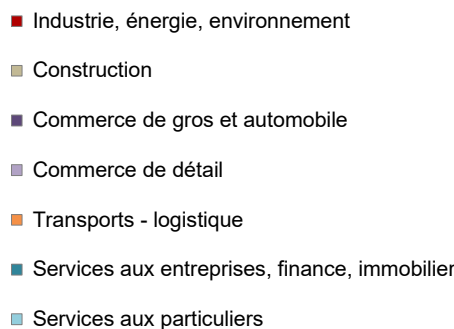 Industrie, énergie, environnement
Construction
Commerce de gros et automobile
Commerce de détail
Transports - logistique
Services aux entreprises, finance, immobilier
Services aux particuliers